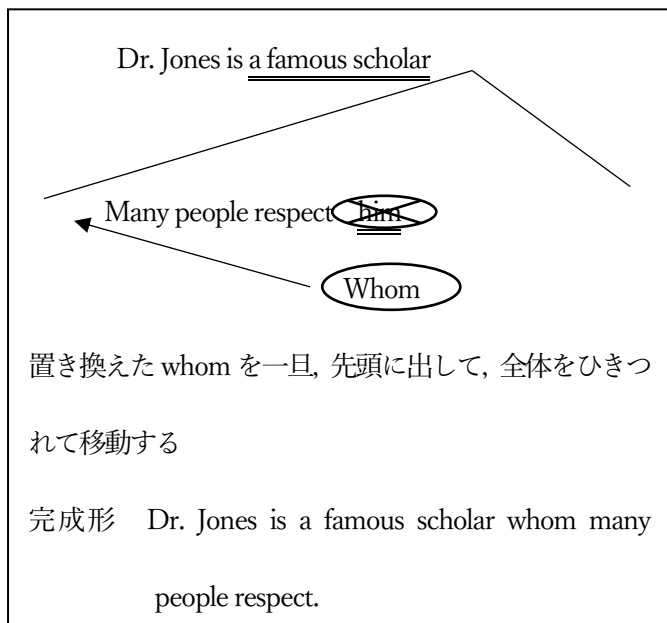 Dr. Jones is a famous scholar
Many people respect him
Whom
置き換えた whom を一旦, 先頭に出して, 全体をひきつ
れて移動する
完成形　Dr. Jones is a famous scholar whom many
people respect.